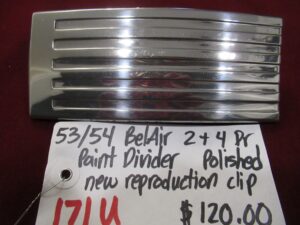 53/54 BelAir 2+4 Dr
Paint Divider Polished
new reproduction clip
171U $120.00